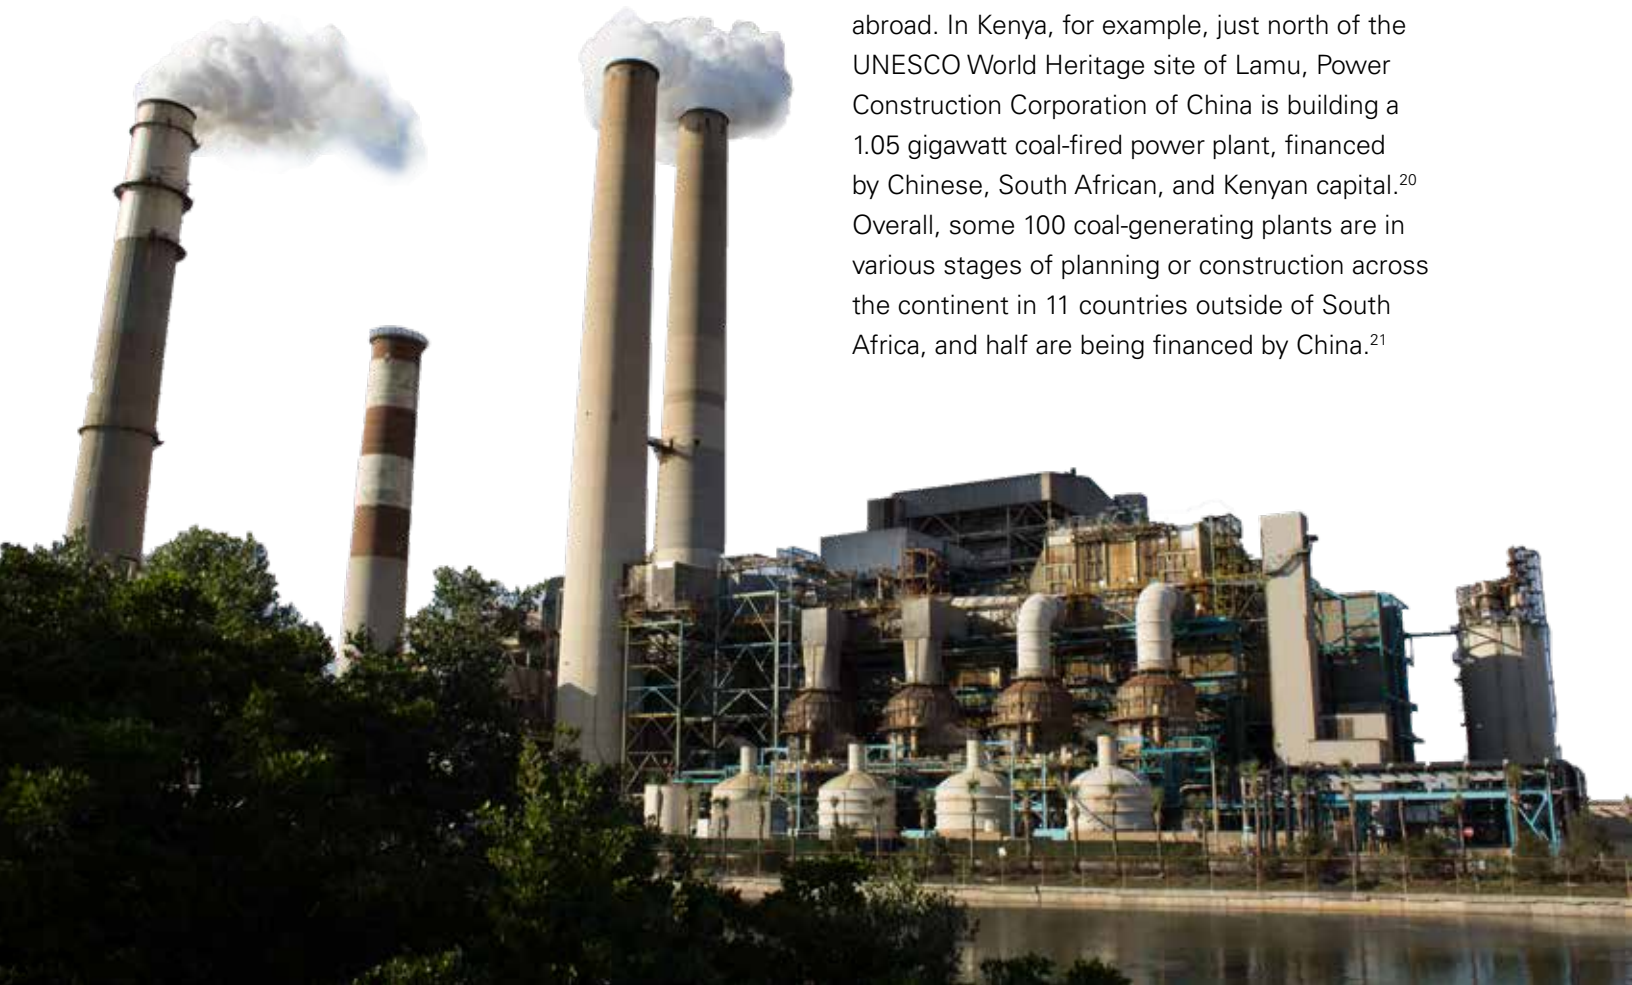 abroad. In Kenya, for example, just north of the
UNESCO World Heritage site of Lamu, Power
Construction Corporation of China is building a
1.05 gigawatt coal-fired power plant, financed
by Chinese, South African, and Kenyan capital.20
Overall, some 100 coal-generating plants are in
various stages of planning or construction across
the continent in 11 countries outside of South
Africa, and half are being financed by China.21